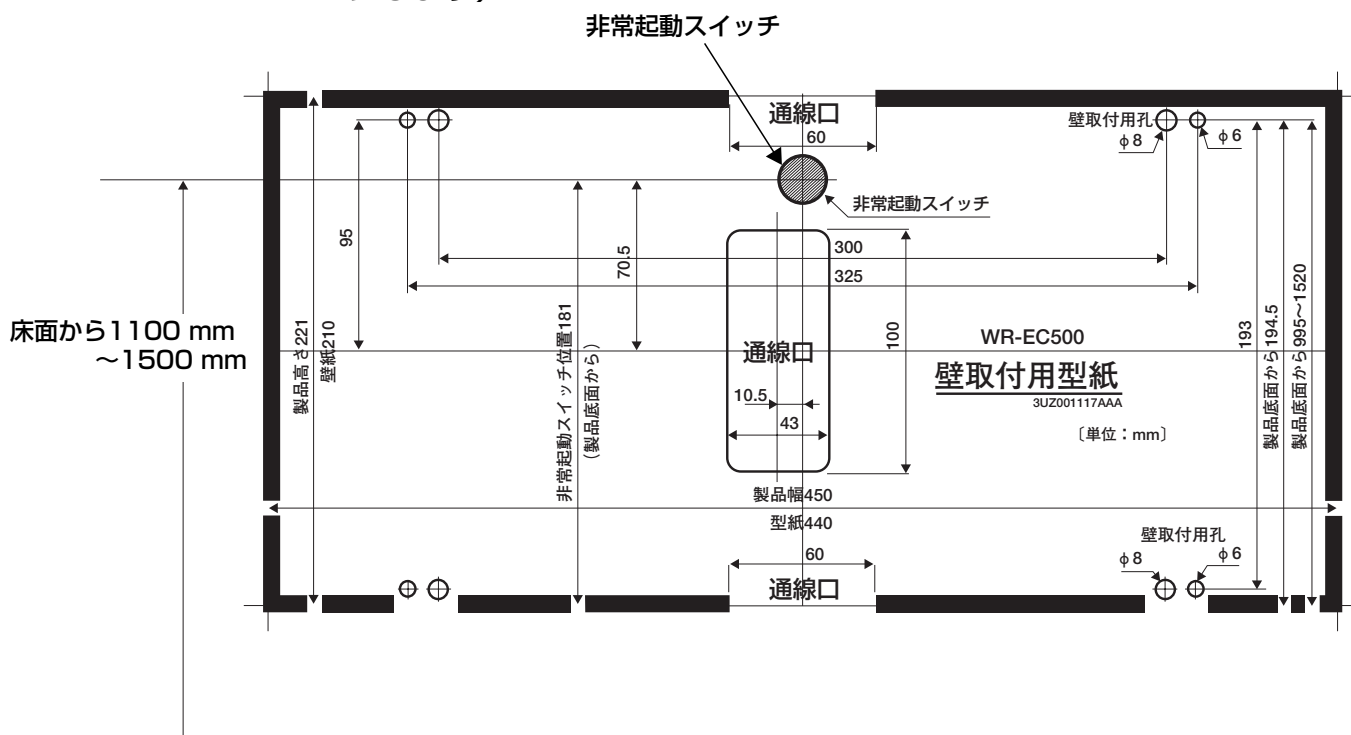 非常起動スイッチ
通線口
60
壁取付用孔
φ8
φ6
非常起動スイッチ
95
70.5
300
325
床面から1100 mm
～1500 mm
製品高さ221
壁紙210
非常起動スイッチ位置181
（製品底面から）
通線口
100
10.5
43
WR-EC500
壁取付用型紙
3UZ001117AAA
〔単位：mm〕
193
製品底面から194.5
製品底面から995～1520
製品幅450
型紙440
60
通線口
壁取付用孔
φ8
φ6